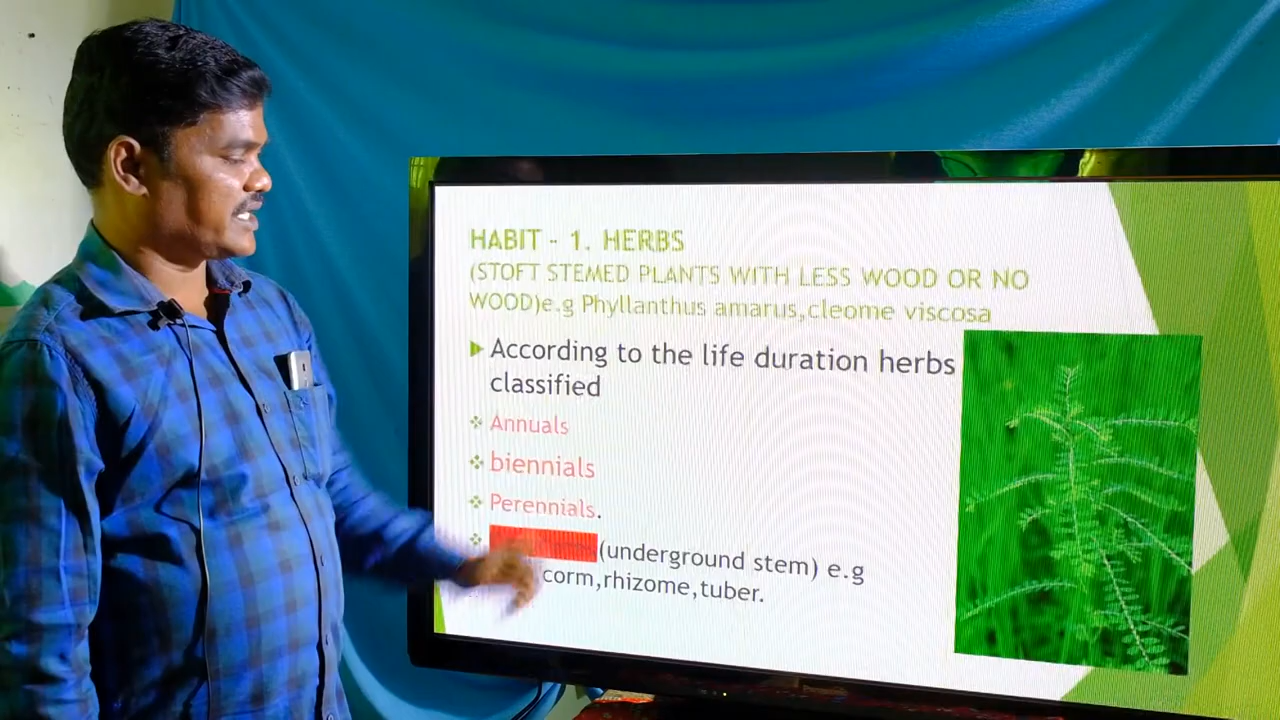 HABIT - 1. HERBS
(STOFT STEMED PLANTS WITH LESS WOOD OR NO
WOOD)e.g Phyllanthus amarus,cleome viscosa
According to the life duration herbs
classified
Annuals
biennials
Perennials.
(underground stem) e.g
corm,rhizome,tuber.